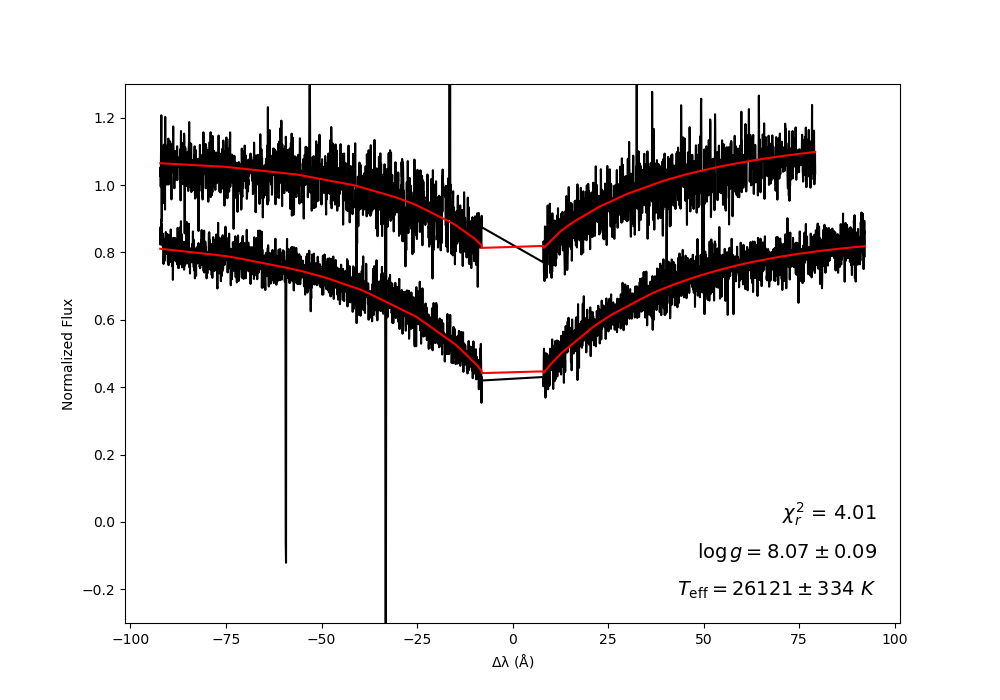 1.2
1.0
0.8
0.6
0.4
0.2
0.0
−0.2
Normalized Flux
−100 −75 −50 −25 0 25 50 75 100
Δλ (Å)
χ²ᵣ = 4.01
log g = 8.07 ± 0.09
T_eff = 26121 ± 334 K